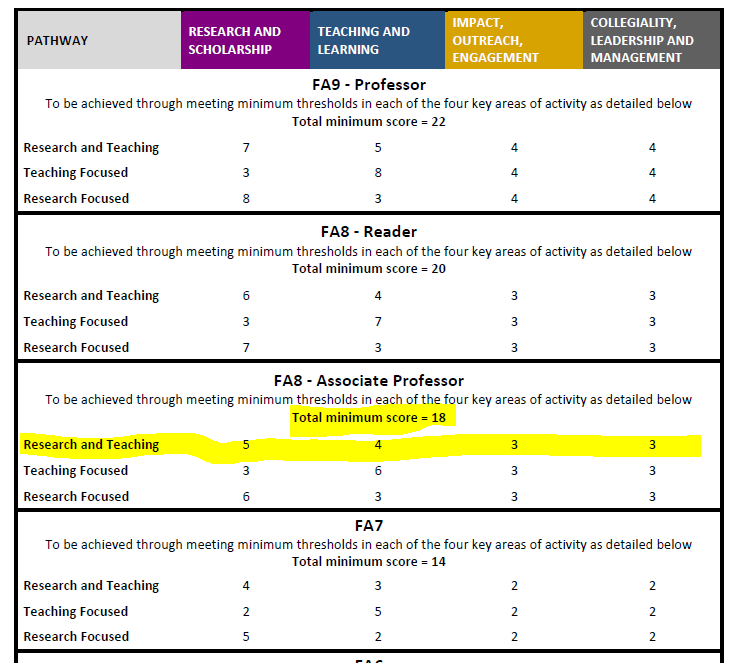 PATHWAY
RESEARCH AND
SCHOLARSHIP
TEACHING AND
LEARNING
IMPACT,
OUTREACH,
ENGAGEMENT
COLLEGIALITY,
LEADERSHIP AND
MANAGEMENT
FA9 - Professor
To be achieved through meeting minimum thresholds in each of the four key areas of activity as detailed below
Total minimum score = 22
Research and Teaching 7 5 4 4
Teaching Focused 3 8 4 4
Research Focused 8 3 4 4
FA8 - Reader
To be achieved through meeting minimum thresholds in each of the four key areas of activity as detailed below
Total minimum score = 20
Research and Teaching 6 4 3 3
Teaching Focused 3 7 3 3
Research Focused 7 3 3 3
FA8 - Associate Professor
To be achieved through meeting minimum thresholds in each of the four key areas of activity as detailed below
Total minimum score = 18
Research and Teaching 5 4 3 3
Teaching Focused 3 6 3 3
Research Focused 6 3 3 3
FA7
To be achieved through meeting minimum thresholds in each of the four key areas of activity as detailed below
Total minimum score = 14
Research and Teaching 4 3 2 2
Teaching Focused 2 5 2 2
Research Focused 5 2 2 2